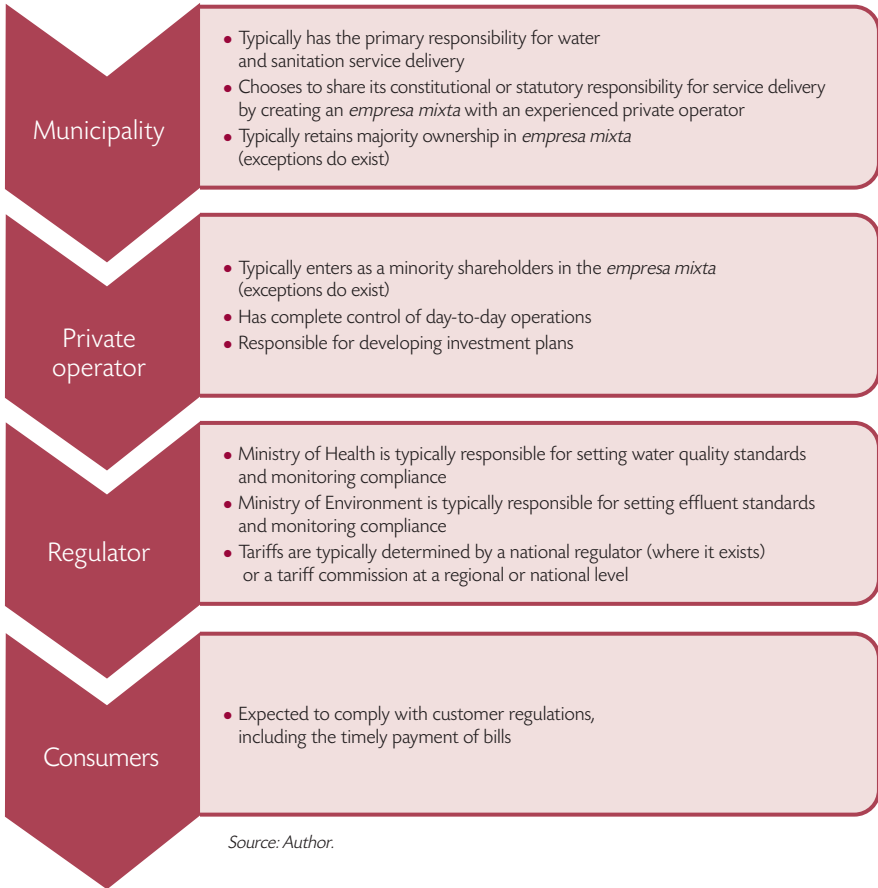 Municipality
• Typically has the primary responsibility for water
and sanitation service delivery
• Chooses to share its constitutional or statutory responsibility for service delivery
by creating an empresa mixta with an experienced private operator
• Typically retains majority ownership in empresa mixta
(exceptions do exist)
Private
operator
• Typically enters as a minority shareholders in the empresa mixta
(exceptions do exist)
• Has complete control of day-to-day operations
• Responsible for developing investment plans
Regulator
• Ministry of Health is typically responsible for setting water quality standards
and monitoring compliance
• Ministry of Environment is typically responsible for setting effluent standards
and monitoring compliance
• Tariffs are typically determined by a national regulator (where it exists)
or a tariff commission at a regional or national level
Consumers
• Expected to comply with customer regulations,
including the timely payment of bills
Source: Author.